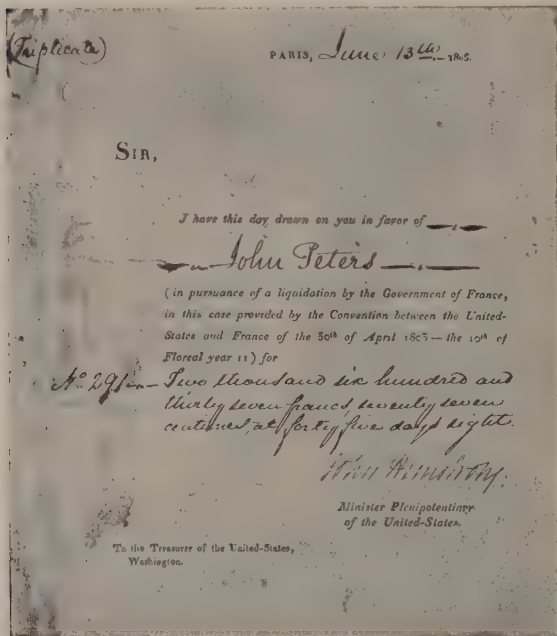 (Triplicate)
PARIS, June 13th 1805.
SIR,
I have this day drawn on you in favor of
John Peters
(in pursuance of a liquidation by the Government of France,
in this case provided by the Convention between the United-
States and France of the 30th of April 1803 — the 10th of
Floreal year 11) for
No. 291 — Two thousand six hundred and
thirty seven francs, twenty seven
centimes, at forty five days sight.
John Armstrong.
Minister Plenipotentiary
of the United-States.
To the Treasurer of the United-States,
Washington.